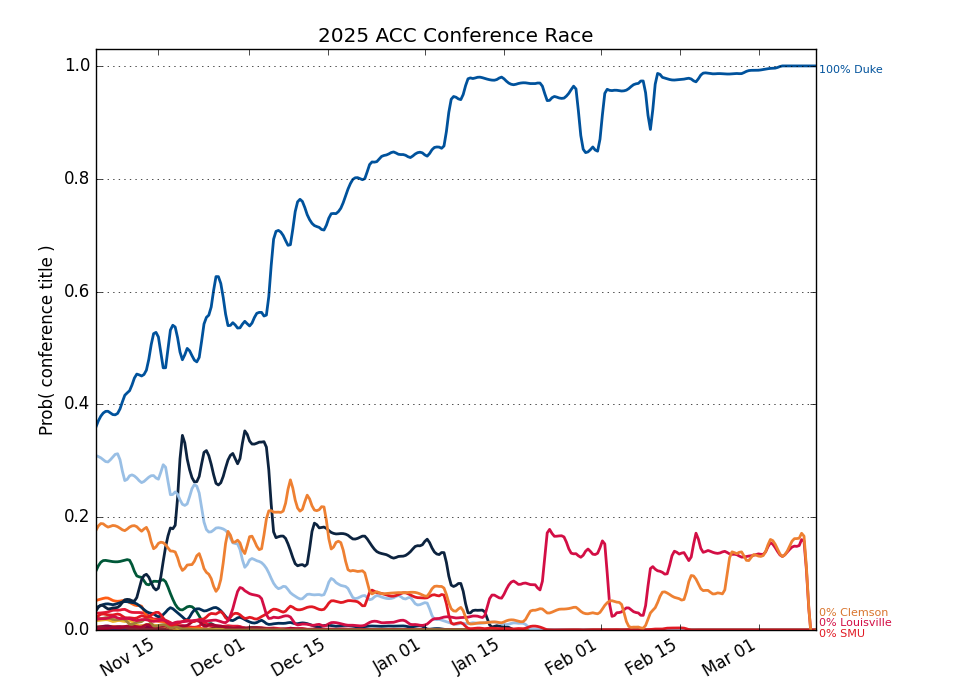 2025 ACC Conference Race
Prob( conference title )
1.0
0.8
0.6
0.4
0.2
0.0
Nov 15
Dec 01
Dec 15
Jan 01
Jan 15
Feb 01
Feb 15
Mar 01
100% Duke
0% Clemson
0% Louisville
0% SMU